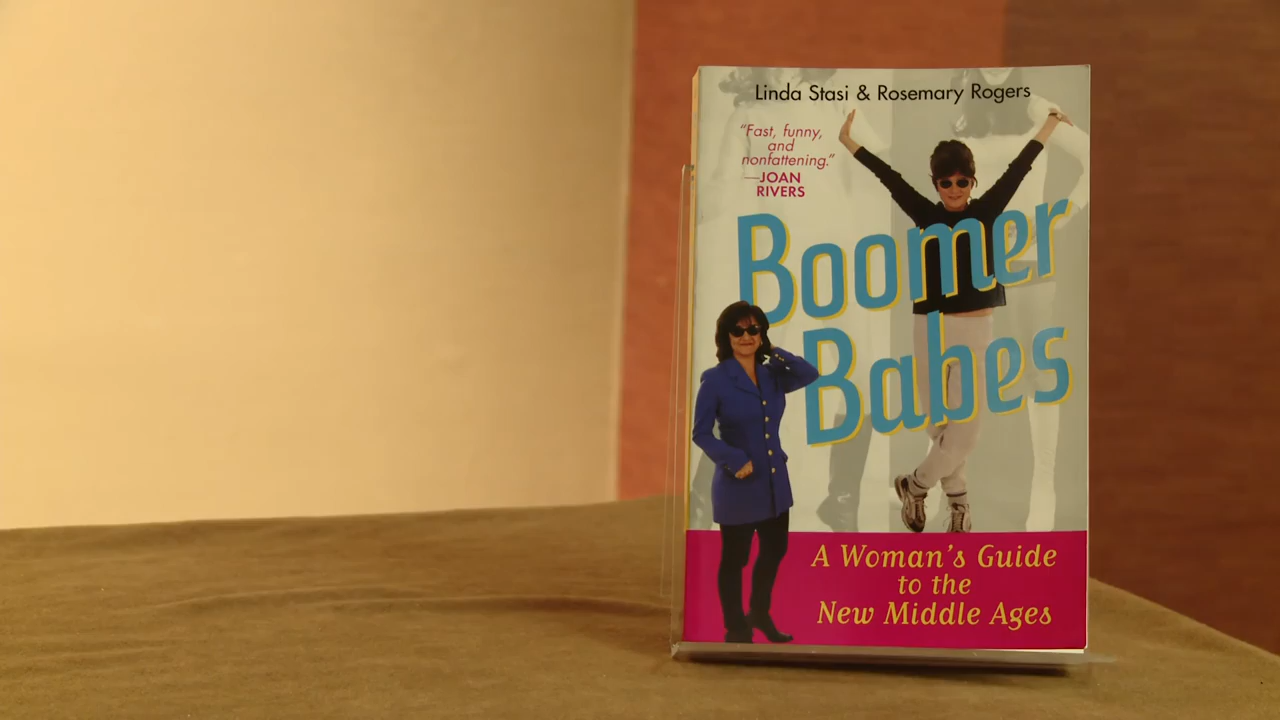 Linda Stasi & Rosemary Rogers
“Fast, funny,
and
nonfattening.”
—JOAN
RIVERS
Boomer
Babes
A Woman's Guide
to the
New Middle Ages